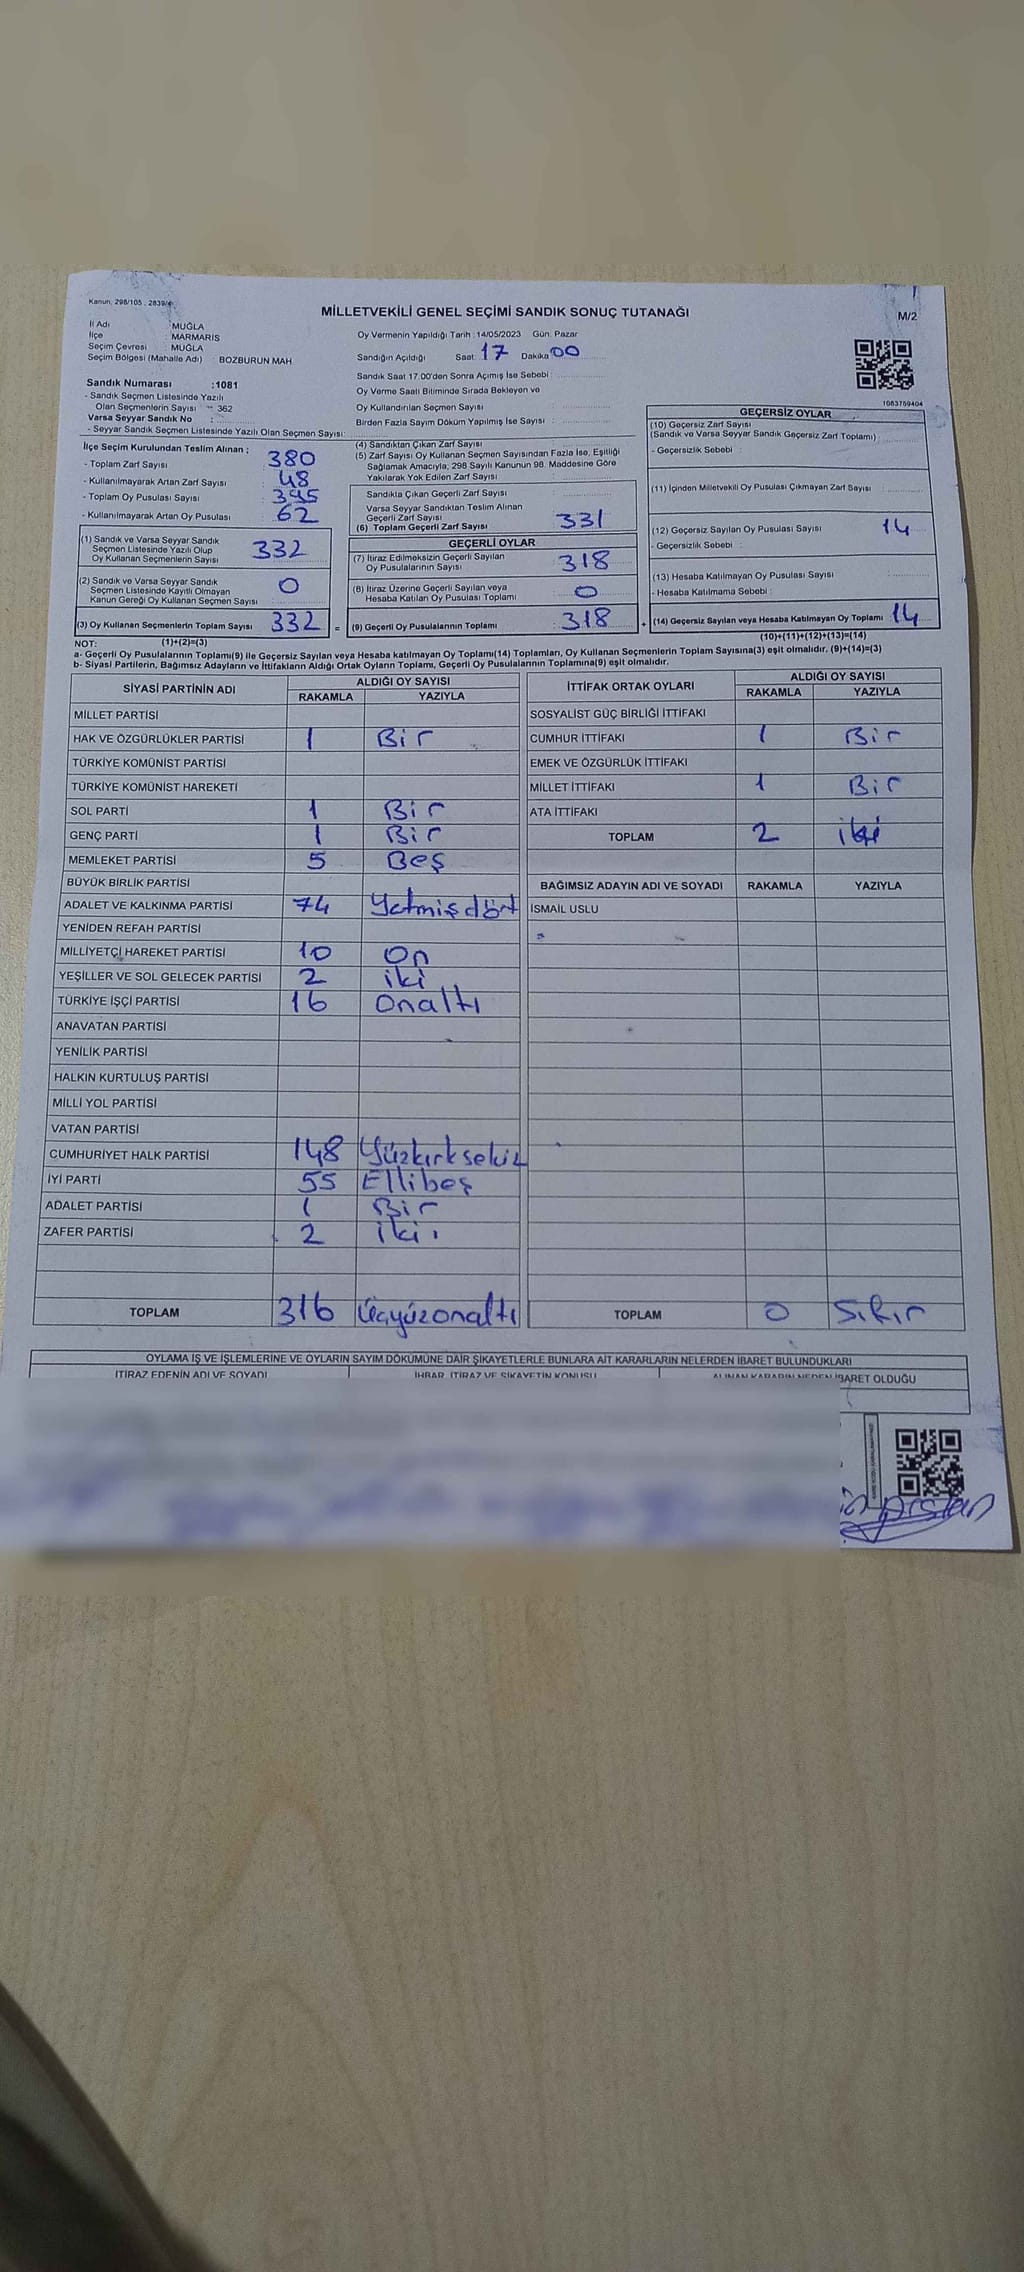 Kanun, 298/105 , 2839/
MİLLETVEKİLİ GENEL SEÇİMİ SANDIK SONUÇ TUTANAĞI
M/2
İl Adı : MUĞLA
İlçe : MARMARİS
Seçim Çevresi : MUĞLA
Seçim Bölgesi (Mahalle Adı) : BOZBURUN MAH
Sandık Numarası :1081
- Sandık Seçmen Listesinde Yazılı
Olan Seçmenlerin Sayısı 362
Varsa Seyyar Sandık No :
- Seyyar Sandık Seçmen Listesinde Yazılı Olan Seçmen Sayısı:
Oy Vermenin Yapıldığı Tarih : 14/05/2023 Gün: Pazar
Sandığın Açıldığı Saat: 17 Dakika 00
Sandık Saat 17.00'den Sonra Açımış İse Sebebi :
Oy Verme Saati Bitiminde Sırada Bekleyen ve
Oy Kullandırılan Seçmen Sayısı :
Birden Fazla Sayım Döküm Yapılmış İse Sayısı :
1083759404
İlçe Seçim Kurulundan Teslim Alınan :
- Toplam Zarf Sayısı : 380
- Kullanılmayarak Artan Zarf Sayısı : 48
- Toplam Oy Pusulası Sayısı : 395
- Kullanılmayarak Artan Oy Pusulası : 62
(1) Sandık ve Varsa Seyyar Sandık
Seçmen Listesinde Yazılı Olup
Oy Kullanan Seçmenlerin Sayısı 332
(2) Sandık ve Varsa Seyyar Sandık
Seçmen Listesinde Kayıtlı Olmayan
Kanun Gereği Oy Kullanan Seçmen Sayısı 0
(3) Oy Kullanan Seçmenlerin Toplam Sayısı 332 =
(1)+(2)=(3)
(4) Sandıktan Çıkan Zarf Sayısı
(5) Zarf Sayısı Oy Kullanan Seçmen Sayısından Fazla İse, Eşitliği
Sağlamak Amacıyla, 298 Sayılı Kanunun 98. Maddesine Göre
Yakılarak Yok Edilen Zarf Sayısı :
Sandıkta Çıkan Geçerli Zarf Sayısı :
Varsa Seyyar Sandıktan Teslim Alınan
Geçerli Zarf Sayısı
(6) Toplam Geçerli Zarf Sayısı : 331
GEÇERLİ OYLAR
(7) İtiraz Edilmeksizin Geçerli Sayılan
Oy Pusulalarının Sayısı : 318
(8) İtiraz Üzerine Geçerli Sayılan veya
Hesaba Katılan Oy Pusulası Toplamı : 0
(9) Geçerli Oy Pusulalarının Toplamı : 318 +
GEÇERSİZ OYLAR
(10) Geçersiz Zarf Sayısı
(Sandık ve Varsa Seyyar Sandık Geçersiz Zarf Toplamı) :
- Geçersizlik Sebebi :
(11) İçinden Milletvekili Oy Pusulası Çıkmayan Zarf Sayısı :
(12) Geçersiz Sayılan Oy Pusulası Sayısı : 14
- Geçersizlik Sebebi :
(13) Hesaba Katılmayan Oy Pusulası Sayısı :
- Hesaba Katılmama Sebebi :
(14) Geçersiz Sayılan veya Hesaba Katılmayan Oy Toplamı 14
(10)+(11)+(12)+(13)=(14)
NOT:
a- Geçerli Oy Pusulalarının Toplamı(9) ile Geçersiz Sayılan veya Hesaba katılmayan Oy Toplamı(14) Toplamları, Oy Kullanan Seçmenlerin Toplam Sayısına(3) eşit olmalıdır. (9)+(14)=(3)
b- Siyasi Partilerin, Bağımsız Adayların ve İttifakların Aldığı Ortak Oyların Toplamı, Geçerli Oy Pusulalarının Toplamına(9) eşit olmalıdır.
SİYASİ PARTİNİN ADI ALDIĞI OY SAYISI
RAKAMLA YAZIYLA
MİLLET PARTİSİ
HAK VE ÖZGÜRLÜKLER PARTİSİ 1 Bir
TÜRKİYE KOMÜNİST PARTİSİ
TÜRKİYE KOMÜNİST HAREKETİ
SOL PARTİ 1 Bir
GENÇ PARTİ 1 Bir
MEMLEKET PARTİSİ 5 Beş
BÜYÜK BİRLİK PARTİSİ
ADALET VE KALKINMA PARTİSİ 74 Yetmişdört
YENİDEN REFAH PARTİSİ
MİLLİYETÇİ HAREKET PARTİSİ 10 On
YEŞİLLER VE SOL GELECEK PARTİSİ 2 iki
TÜRKİYE İŞÇİ PARTİSİ 16 onaltı
ANAVATAN PARTİSİ
YENİLİK PARTİSİ
HALKIN KURTULUŞ PARTİSİ
MİLLİ YOL PARTİSİ
VATAN PARTİSİ
CUMHURİYET HALK PARTİSİ 148 Yüzkırksekiz
İYİ PARTİ 55 Ellibeş
ADALET PARTİSİ 1 Bir
ZAFER PARTİSİ 2 iki
TOPLAM 316 Üçyüzonaltı
İTTİFAK ORTAK OYLARI ALDIĞI OY SAYISI
RAKAMLA YAZIYLA
SOSYALİST GÜÇ BİRLİĞİ İTTİFAKI
CUMHUR İTTİFAKI 1 Bir
EMEK VE ÖZGÜRLÜK İTTİFAKI
MİLLET İTTİFAKI 1 Bir
ATA İTTİFAKI
TOPLAM 2 iki
BAĞIMSIZ ADAYIN ADI VE SOYADI RAKAMLA YAZIYLA
İSMAİL USLU
TOPLAM 0 Sıfır
OYLAMA İŞ VE İŞLEMLERİNE VE OYLARIN SAYIM DÖKÜMÜNE DAİR ŞİKAYETLERLE BUNLARA AİT KARARLARIN NELERDEN İBARET BULUNDUKLARI
İTİRAZ EDENİN ADI VE SOYADI İHBAR, İTİRAZ VE ŞİKAYETİN KONUSU ALINAN KARARIN NEDEN İBARET OLDUĞU